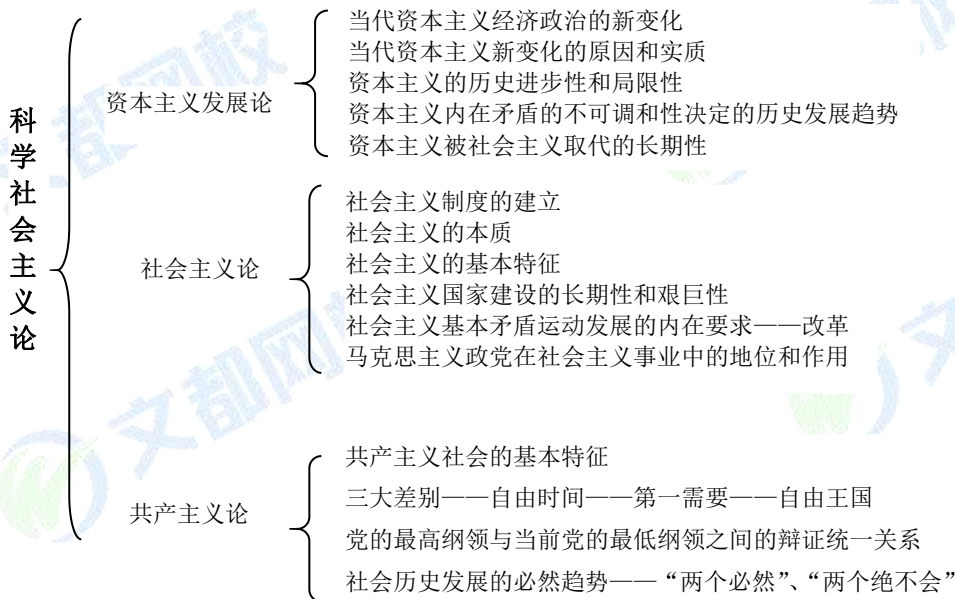 科学社会主义论
资本主义发展论
当代资本主义经济政治的新变化
当代资本主义新变化的原因和实质
资本主义的历史进步性和局限性
资本主义内在矛盾的不可调和性决定的历史发展趋势
资本主义被社会主义取代的长期性
社会主义论
社会主义制度的建立
社会主义的本质
社会主义的基本特征
社会主义国家建设的长期性和艰巨性
社会主义基本矛盾运动发展的内在要求——改革
马克思主义政党在社会主义事业中的地位和作用
共产主义论
共产主义社会的基本特征
三大差别——自由时间——第一需要——自由王国
党的最高纲领与当前党的最低纲领之间的辩证统一关系
社会历史发展的必然趋势——“两个必然”、“两个绝不会”
文都网校
文都网校